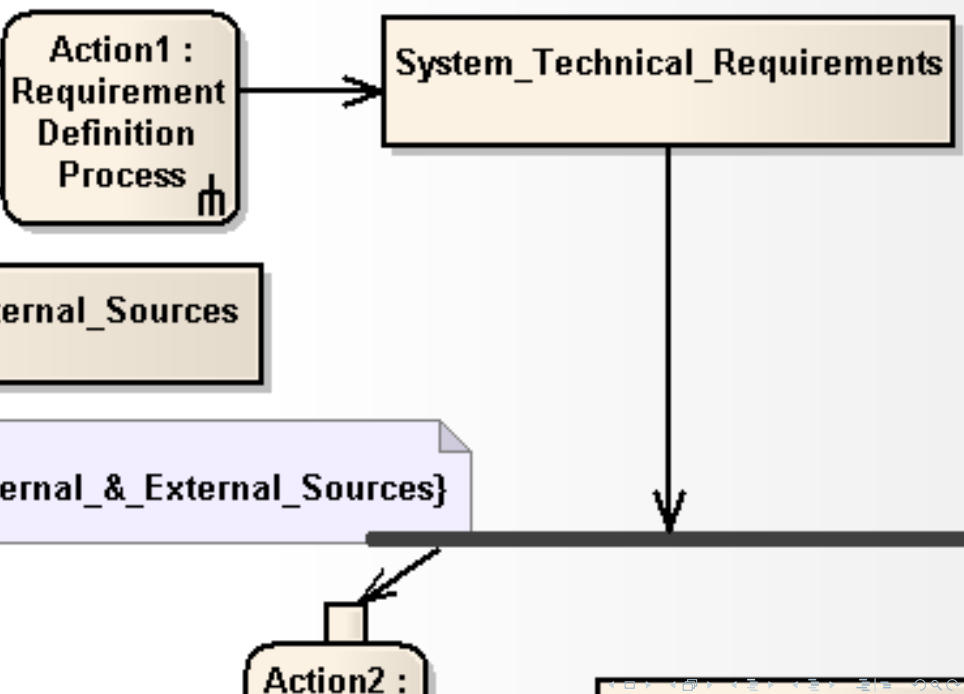 Action1 :
Requirement
Definition
Process
System_Technical_Requirements
ernal_Sources
ernal_&_External_Sources}
Action2 :